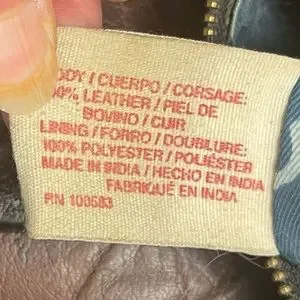 BODY / CUERPO / CORSAGE:
100% LEATHER / PIEL DE
BOVINO / CUIR
LINING / FORRO / DOUBLURE:
100% POLYESTER / POLIÉSTER
MADE IN INDIA / HECHO EN INDIA
FABRIQUÉ EN INDIA
RN 100583